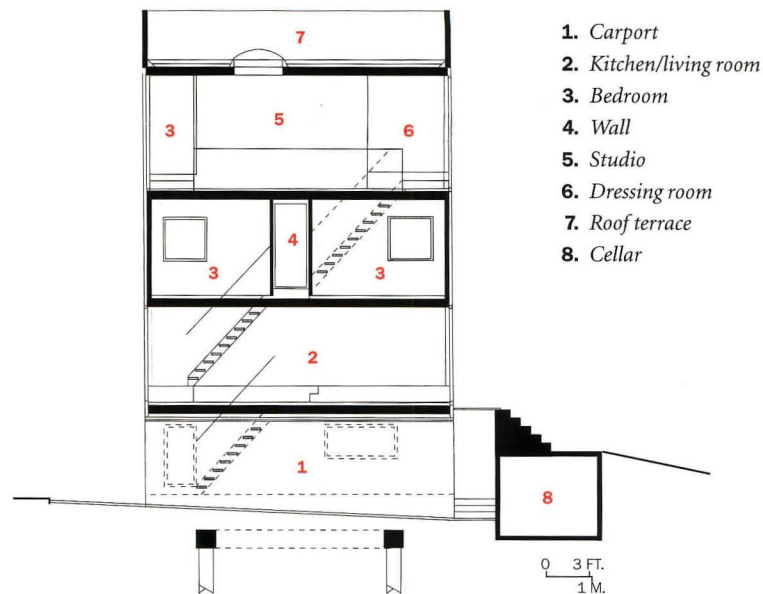 7
3
5
6
3
4
3
2
1
8
1. Carport
2. Kitchen/living room
3. Bedroom
4. Wall
5. Studio
6. Dressing room
7. Roof terrace
8. Cellar
0 3 FT.
1 M.